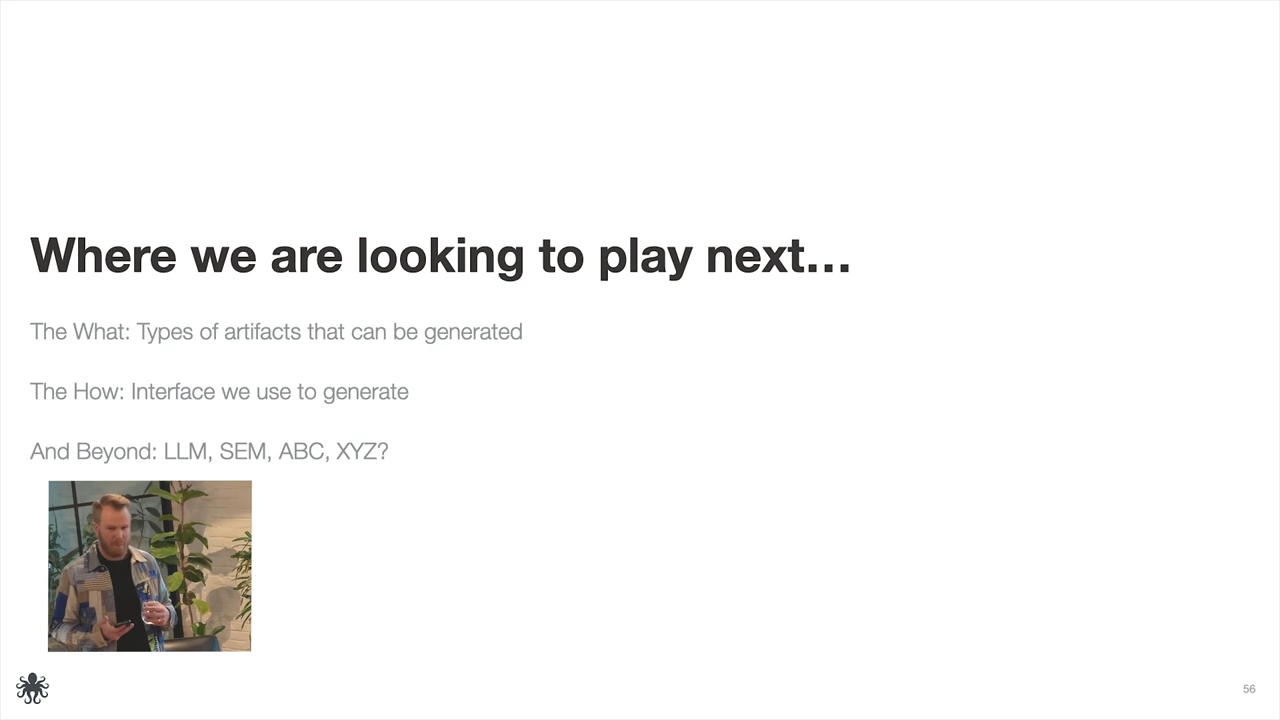 Where we are looking to play next…
The What: Types of artifacts that can be generated
The How: Interface we use to generate
And Beyond: LLM, SEM, ABC, XYZ?
56